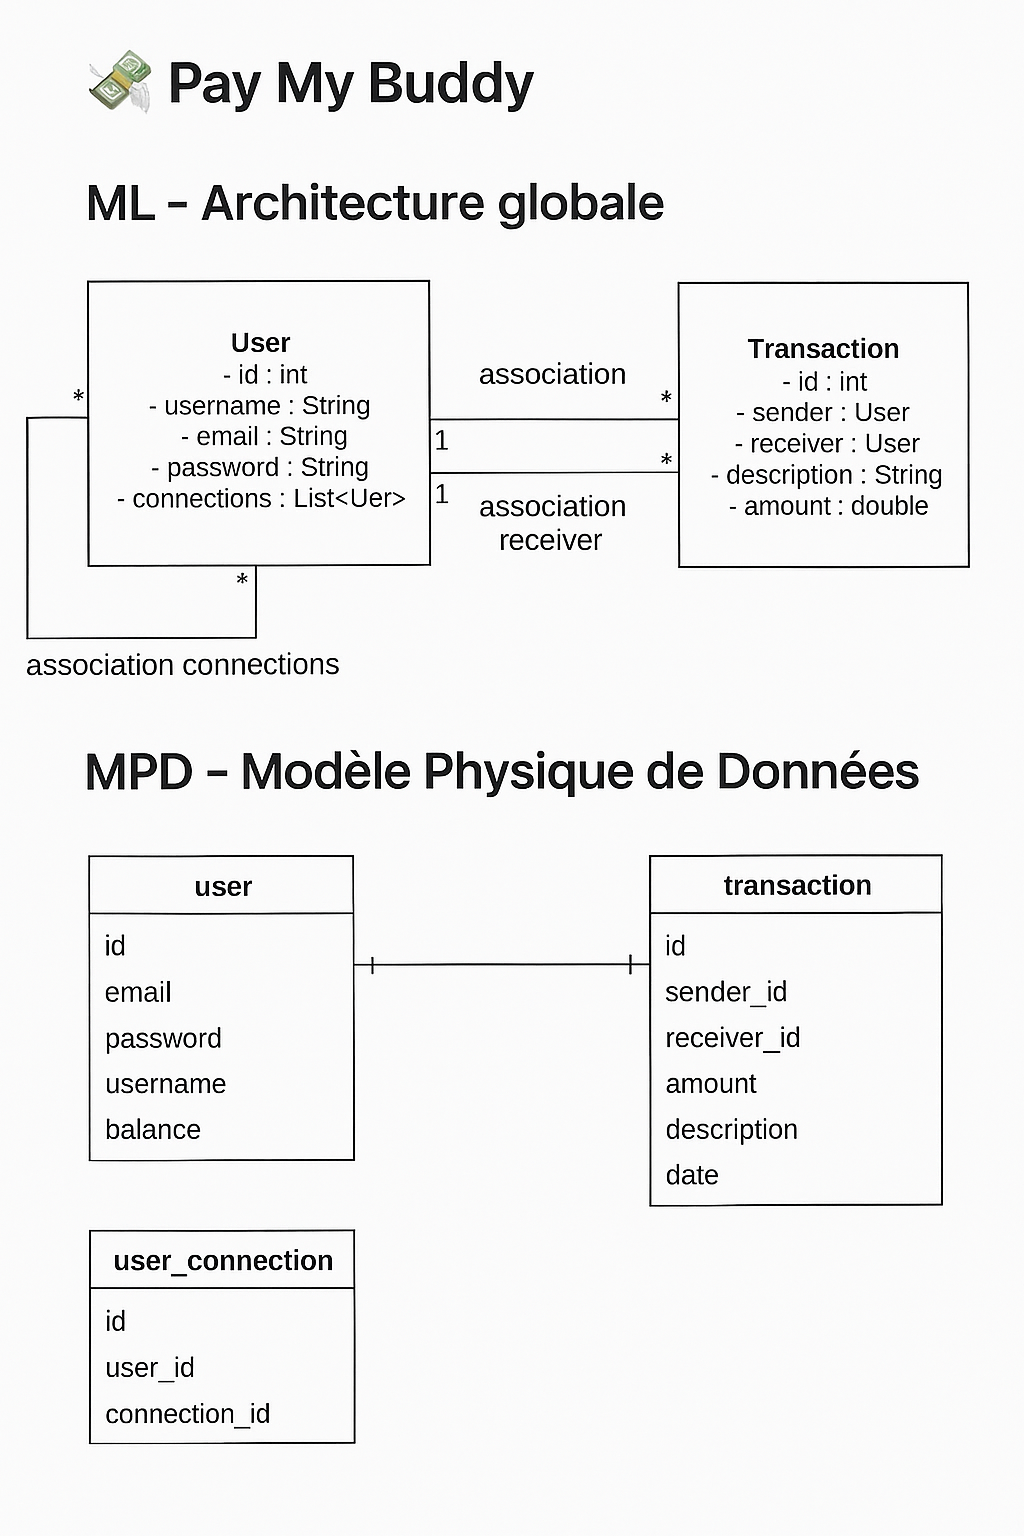 Pay My Buddy
ML - Architecture globale
User
- id : int
- username : String
- email : String
- password : String
- connections : List<Uer>
*
*
association connections
association
1
*
1
*
association
receiver
Transaction
- id : int
- sender : User
- receiver : User
- description : String
- amount : double
MPD - Modèle Physique de Données
user
id
email
password
username
balance
transaction
id
sender_id
receiver_id
amount
description
date
user_connection
id
user_id
connection_id